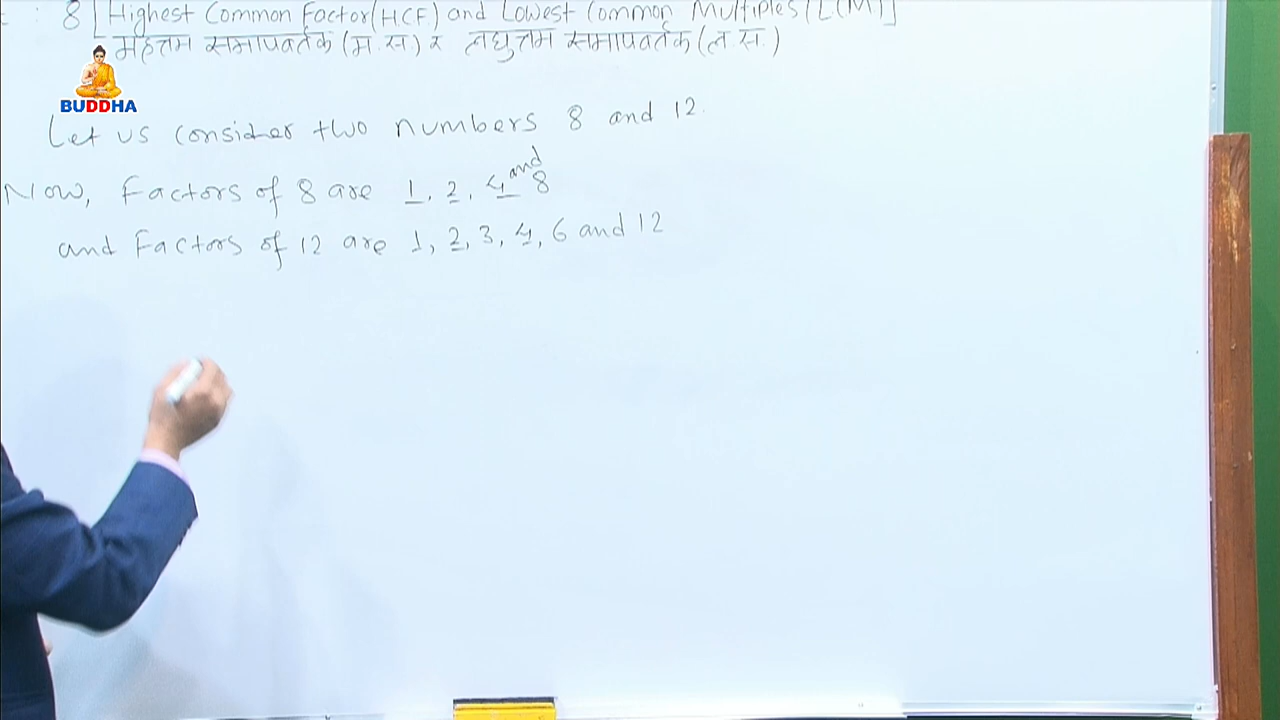 : 8 [Highest Common Factor(HCF) and Lowest Common Multiples(LCM)]
महत्तम समापवर्तक (म.स.) र लघुत्तम समापवर्तक (ल.स.)
BUDDHA
Let us consider two numbers 8 and 12.
Now, Factors of 8 are 1, 2, 4 and 8
and Factors of 12 are 1, 2, 3, 4, 6 and 12